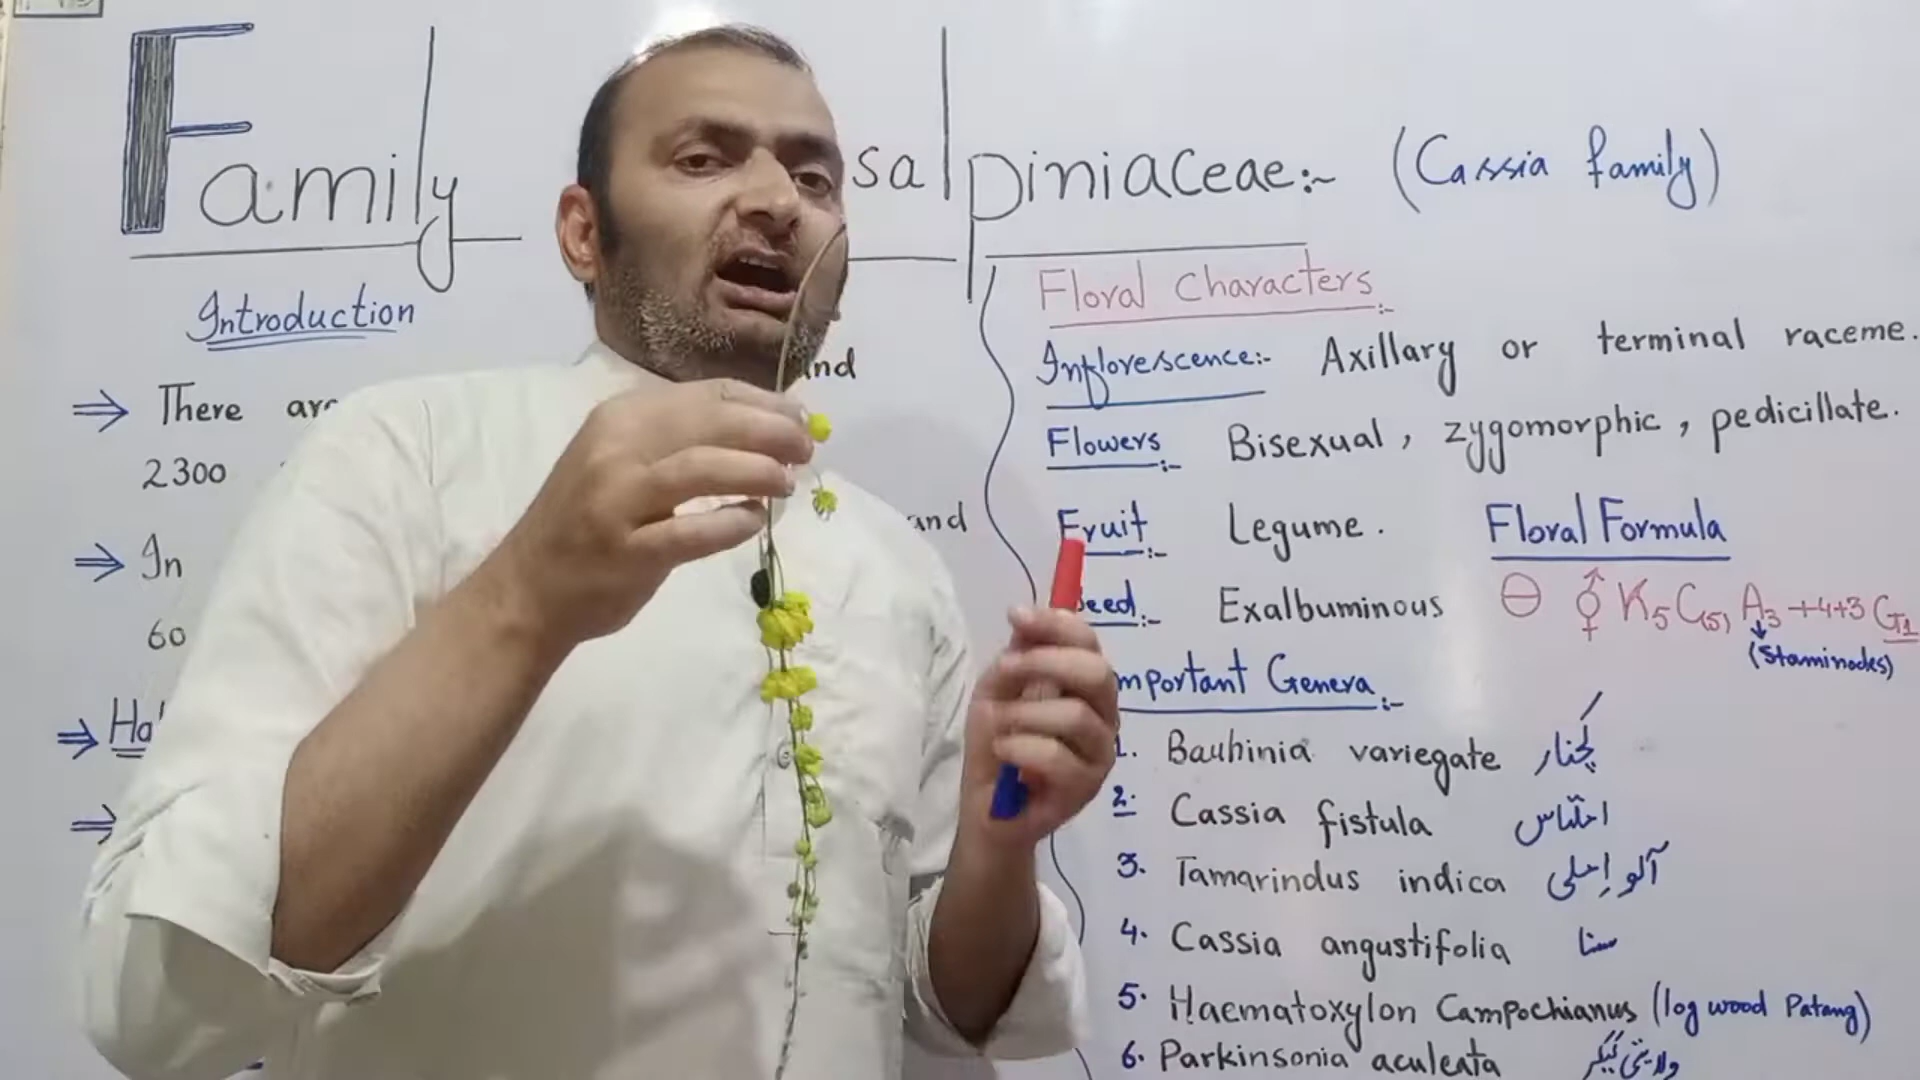 Family salpiniaceae:~ (Cassia family)
Introduction
⇒ There are
2300
and
⇒ In
and
60
⇒ Ha
⇒
Floral Characters:-
Inflorescence:- Axillary or terminal raceme.
Flowers:- Bisexual, zygomorphic, pedicillate.
Fruit:- Legume.
eed:- Exalbuminous
Floral Formula
⊖ ⚥ K5 C(5), A3+4+3 G1
(Staminodes)
mportant Genera:-
1. Bauhinia variegate کچنار
2. Cassia fistula املتاس
3. Tamarindus indica آلو املی
4. Cassia angustifolia سنا
5. Haematoxylon Campochianus (log wood Patang)
6. Parkinsonia aculeata ولایتی کیکر